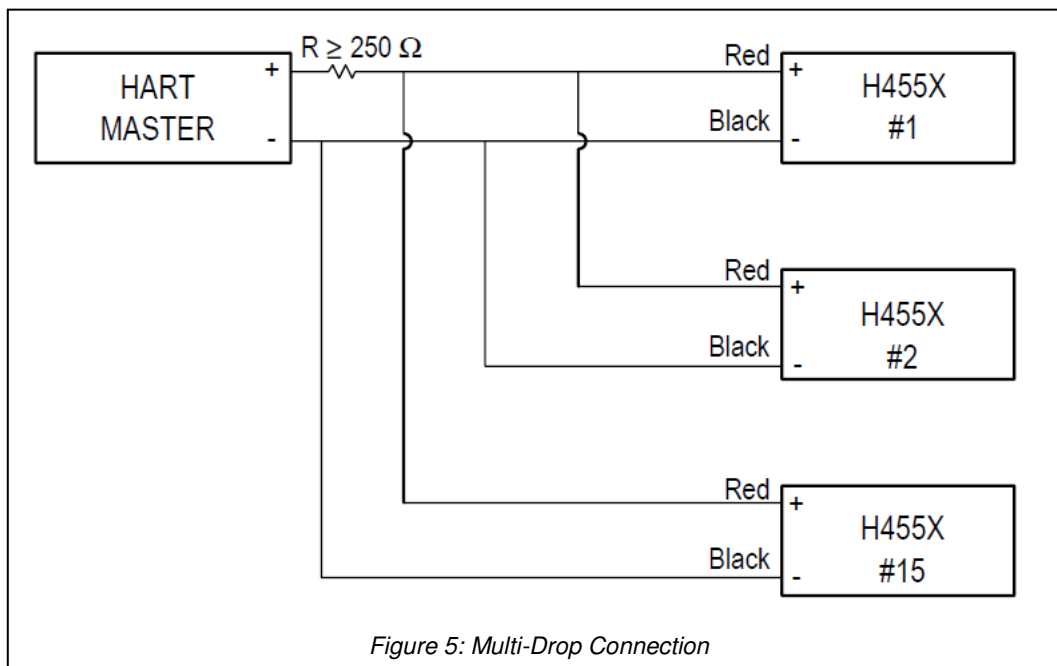 R ≥ 250 Ω
HART
MASTER
+
-
Red
Black
+
-
H455X
#1
Red
Black
+
-
H455X
#2
Red
Black
+
-
H455X
#15
Figure 5: Multi-Drop Connection